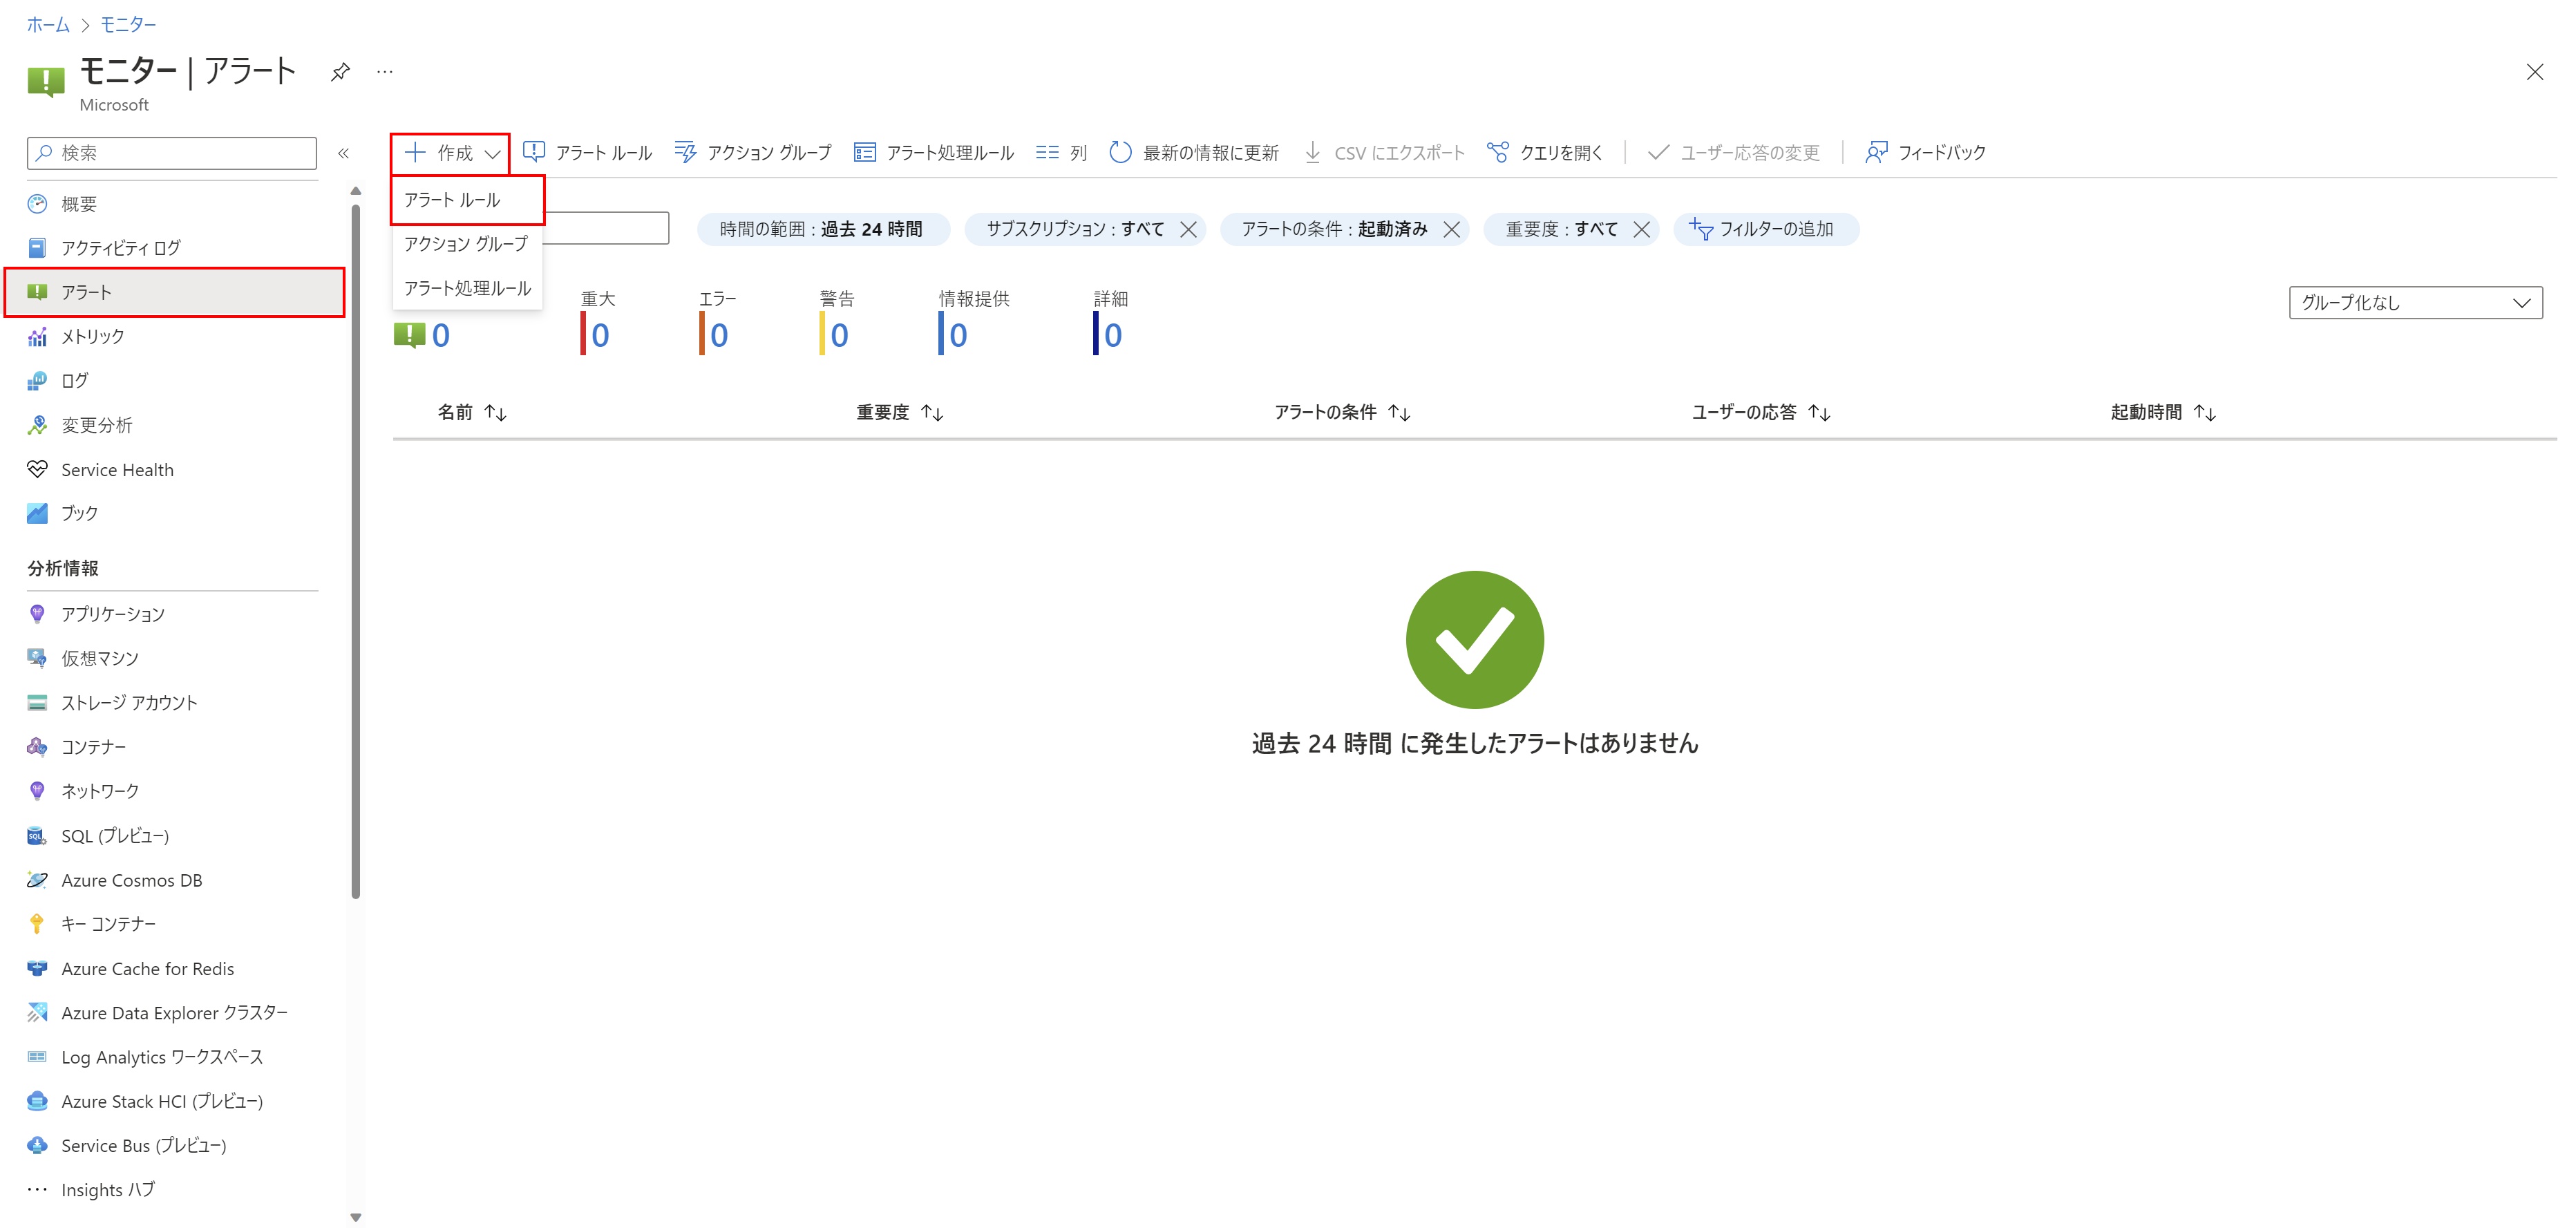 ホーム > モニター
モニター | アラート
Microsoft
検索
概要
アクティビティ ログ
アラート
メトリック
ログ
変更分析
Service Health
ブック
分析情報
アプリケーション
仮想マシン
ストレージ アカウント
コンテナー
ネットワーク
SQL (プレビュー)
Azure Cosmos DB
キー コンテナー
Azure Cache for Redis
Azure Data Explorer クラスター
Log Analytics ワークスペース
Azure Stack HCI (プレビュー)
Service Bus (プレビュー)
Insights ハブ
作成 アラート ルール アクション グループ アラート処理ルール 列 最新の情報に更新 CSV にエクスポート クエリを開く ユーザー応答の変更 フィードバック
アラート ルール
アクション グループ
アラート処理ルール
時間の範囲 : 過去 24 時間 サブスクリプション : すべて アラートの条件 : 起動済み 重要度 : すべて フィルターの追加
重大 エラー 警告 情報提供 詳細
0 0 0 0 0 0
グループ化なし
名前 重要度 アラートの条件 ユーザーの応答 起動時間
過去 24 時間 に発生したアラートはありません